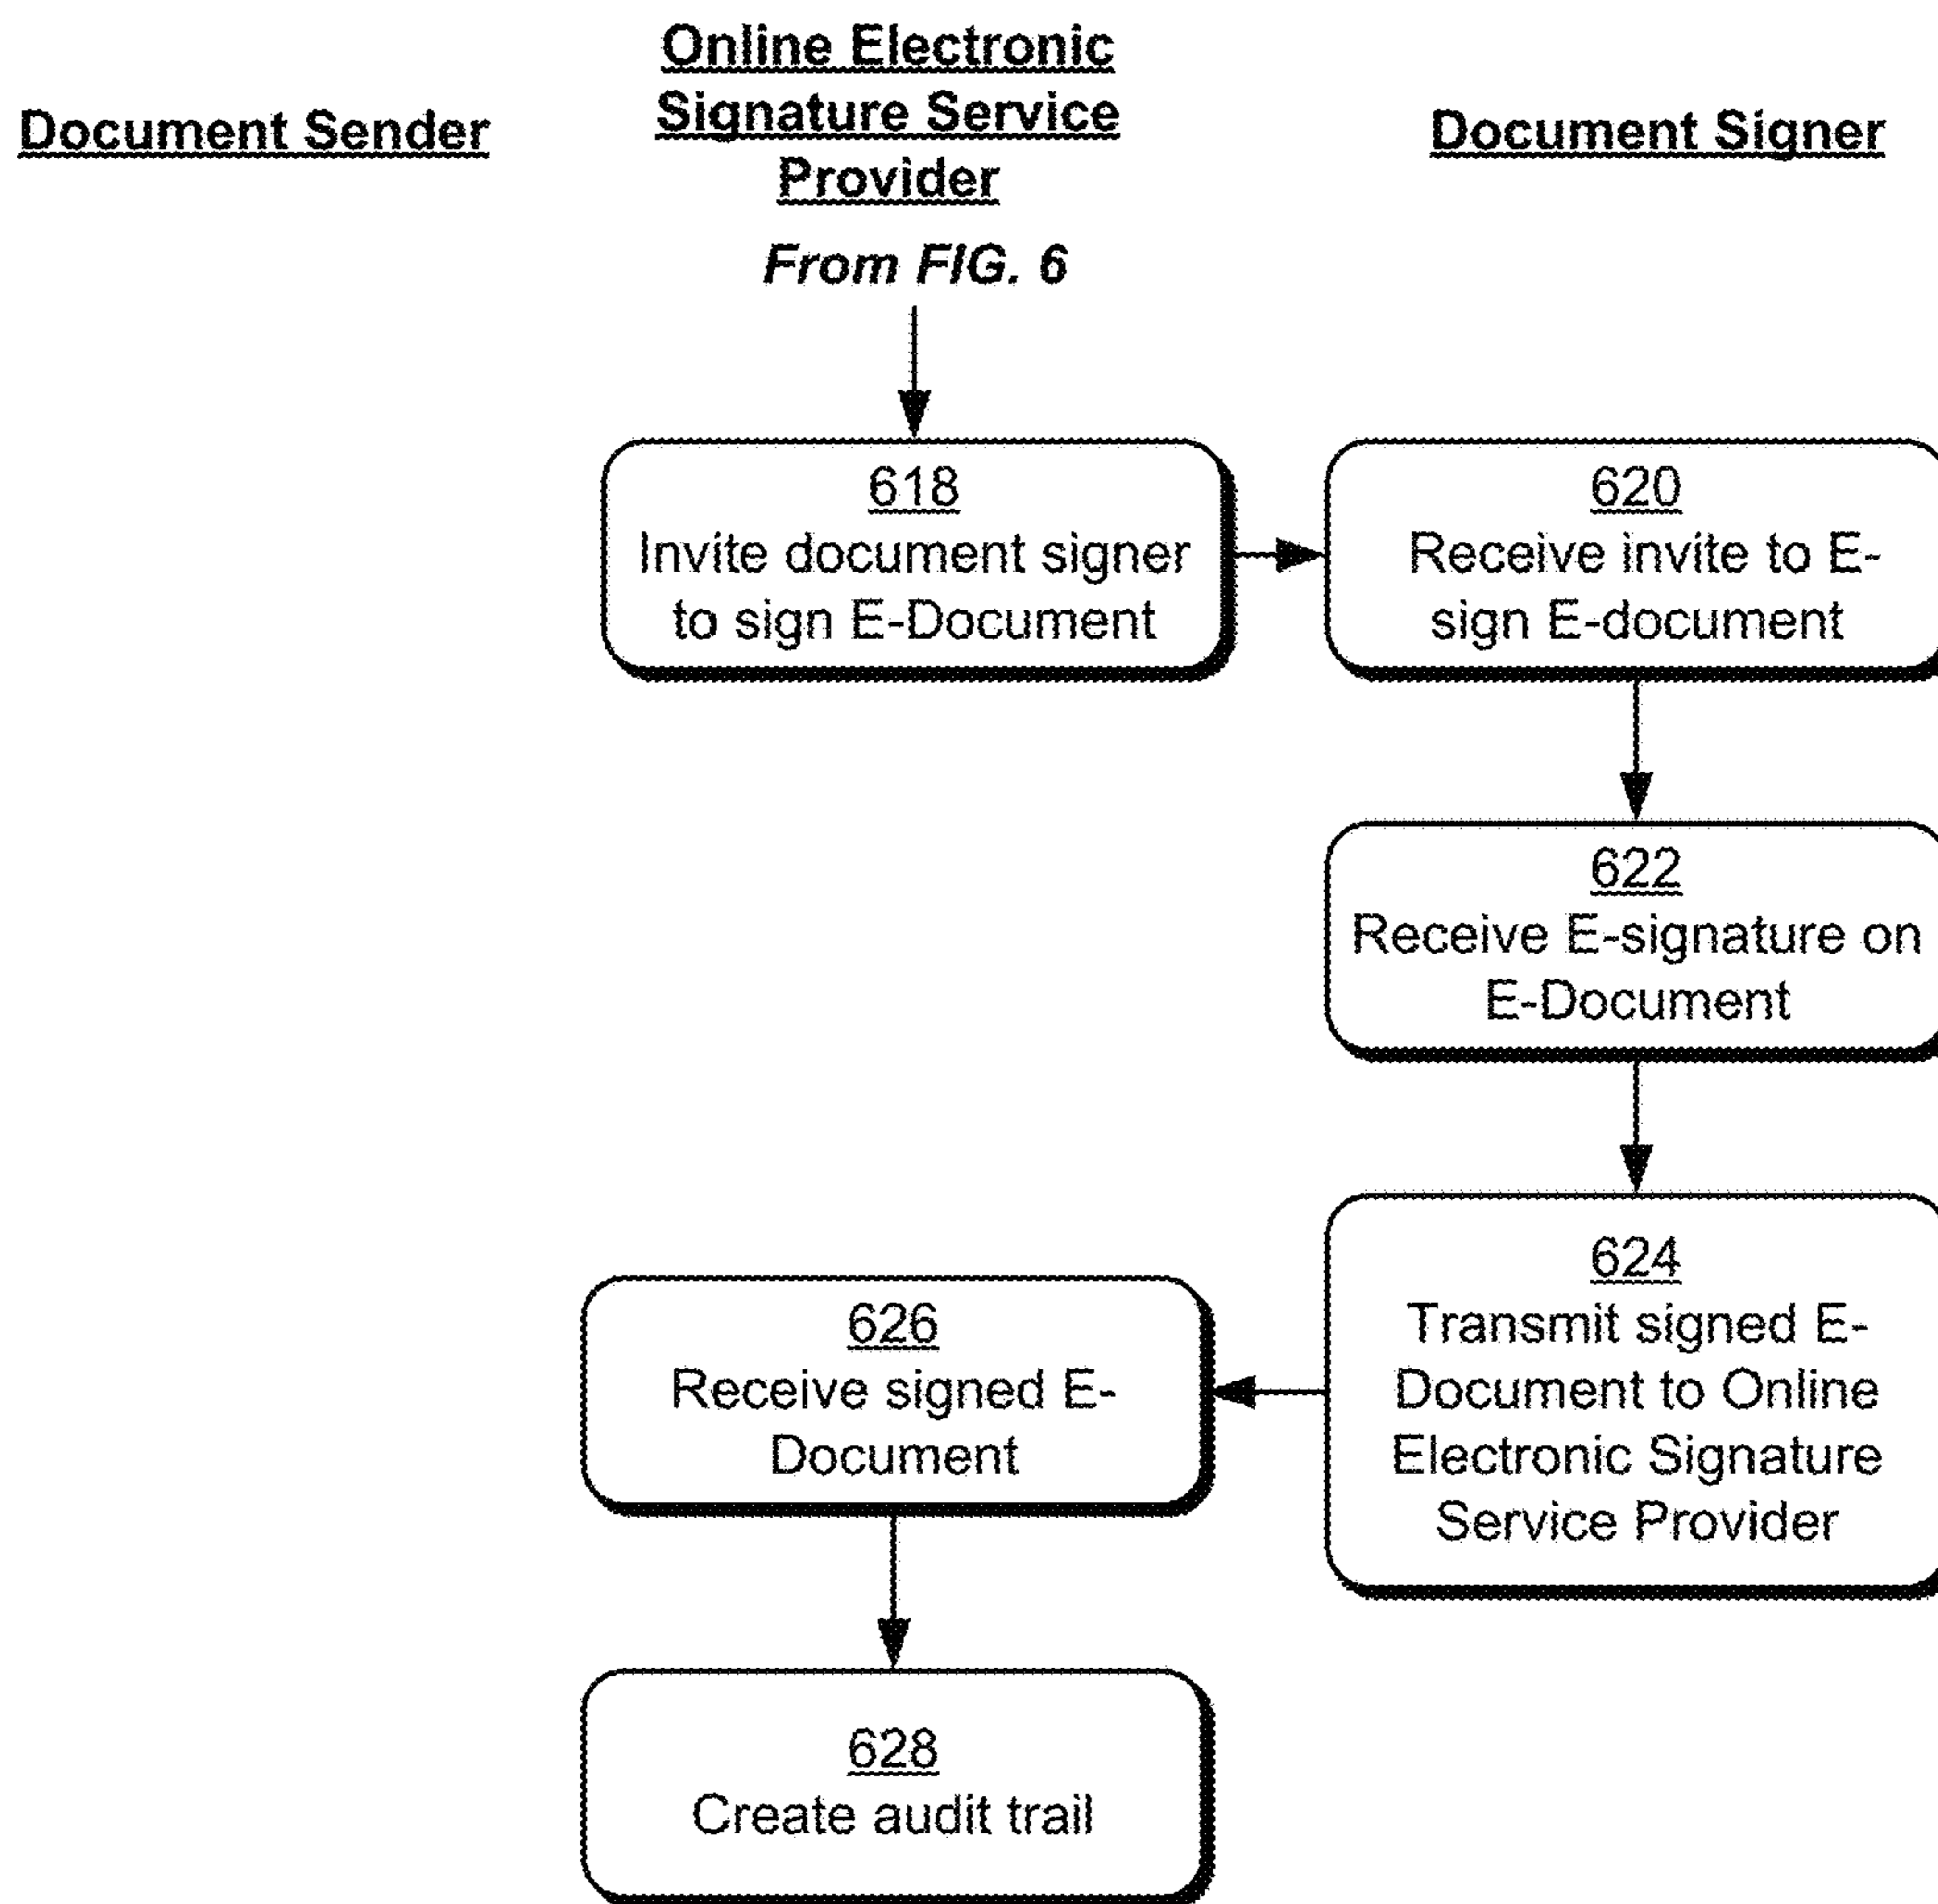 Document Sender
Online Electronic
Signature Service
Provider
Document Signer
From FIG. 6
618
Invite document signer
to sign E-Document
620
Receive invite to E-
sign E-document
622
Receive E-signature on
E-Document
624
Transmit signed E-
Document to Online
Electronic Signature
Service Provider
626
Receive signed E-
Document
628
Create audit trail